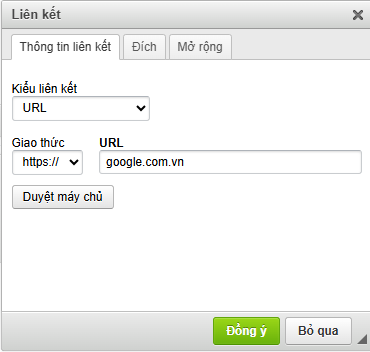 Liên kết
Thông tin liên kết Đích Mở rộng
Kiểu liên kết
URL
Giao thức URL
https:// google.com.vn
Duyệt máy chủ
Đồng ý Bỏ qua